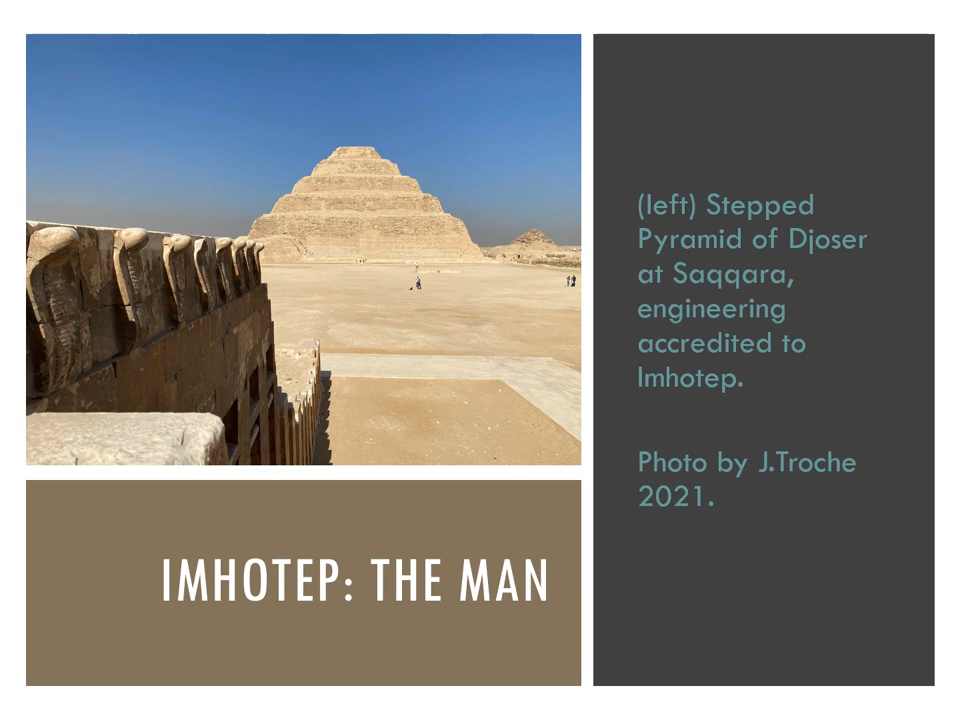 (left) Stepped
Pyramid of Djoser
at Saqqara,
engineering
accredited to
Imhotep.
Photo by J.Troche
2021.
IMHOTEP: THE MAN